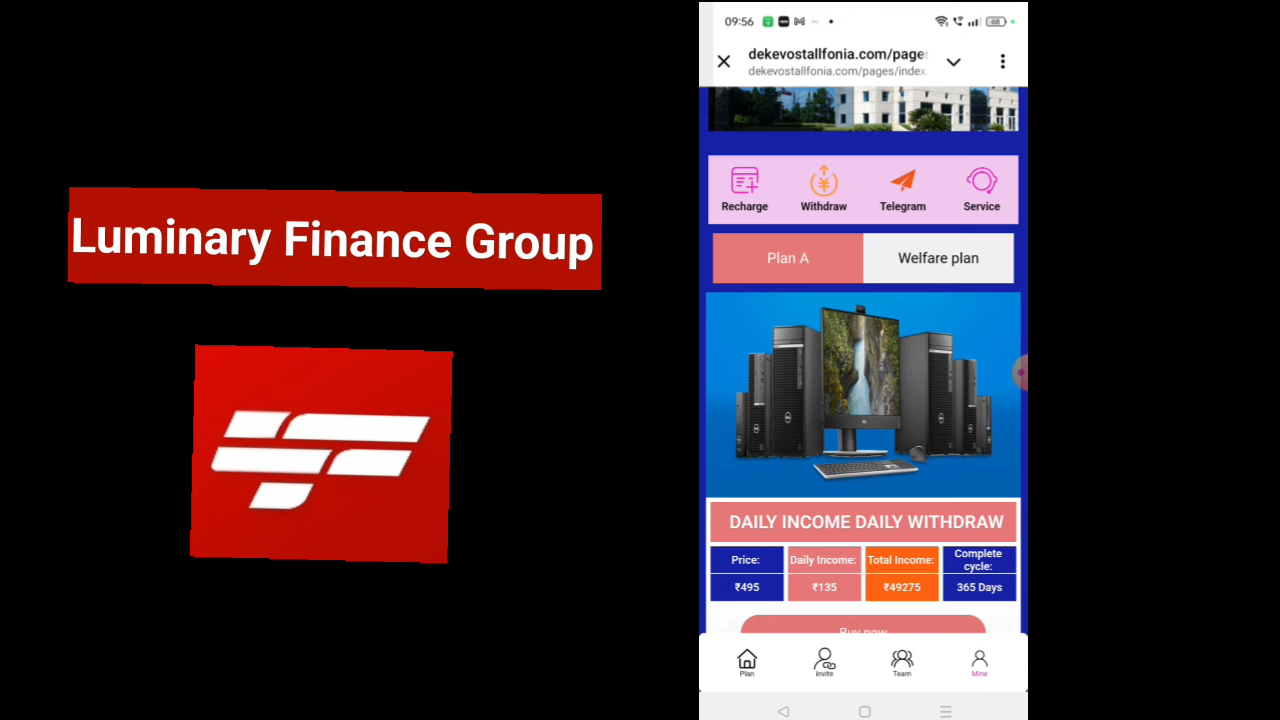 Luminary Finance Group
09:56
68
dekevostallfonia.com/page
dekevostallfonia.com/pages/index
Recharge Withdraw Telegram Service
Plan A Welfare plan
DAILY INCOME DAILY WITHDRAW
Price: Daily Income: Total Income: Complete
cycle:
₹495 ₹135 ₹49275 365 Days
Buy now
Plan Invite Team Mine